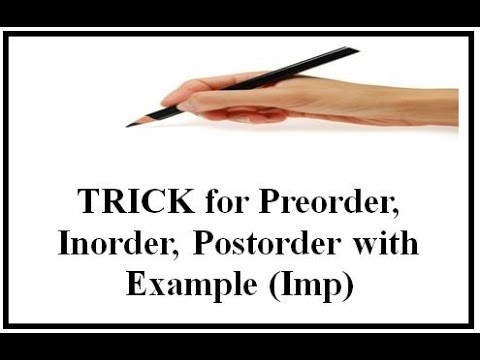 TRICK for Preorder,
Inorder, Postorder with
Example (Imp)